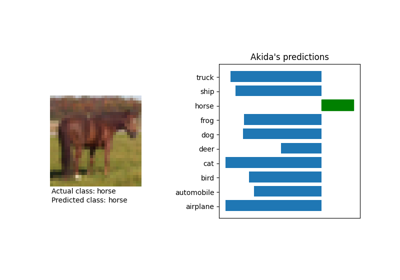 Akida's predictions
truck
ship
horse
frog
dog
deer
cat
bird
automobile
airplane
Actual class: horse
Predicted class: horse